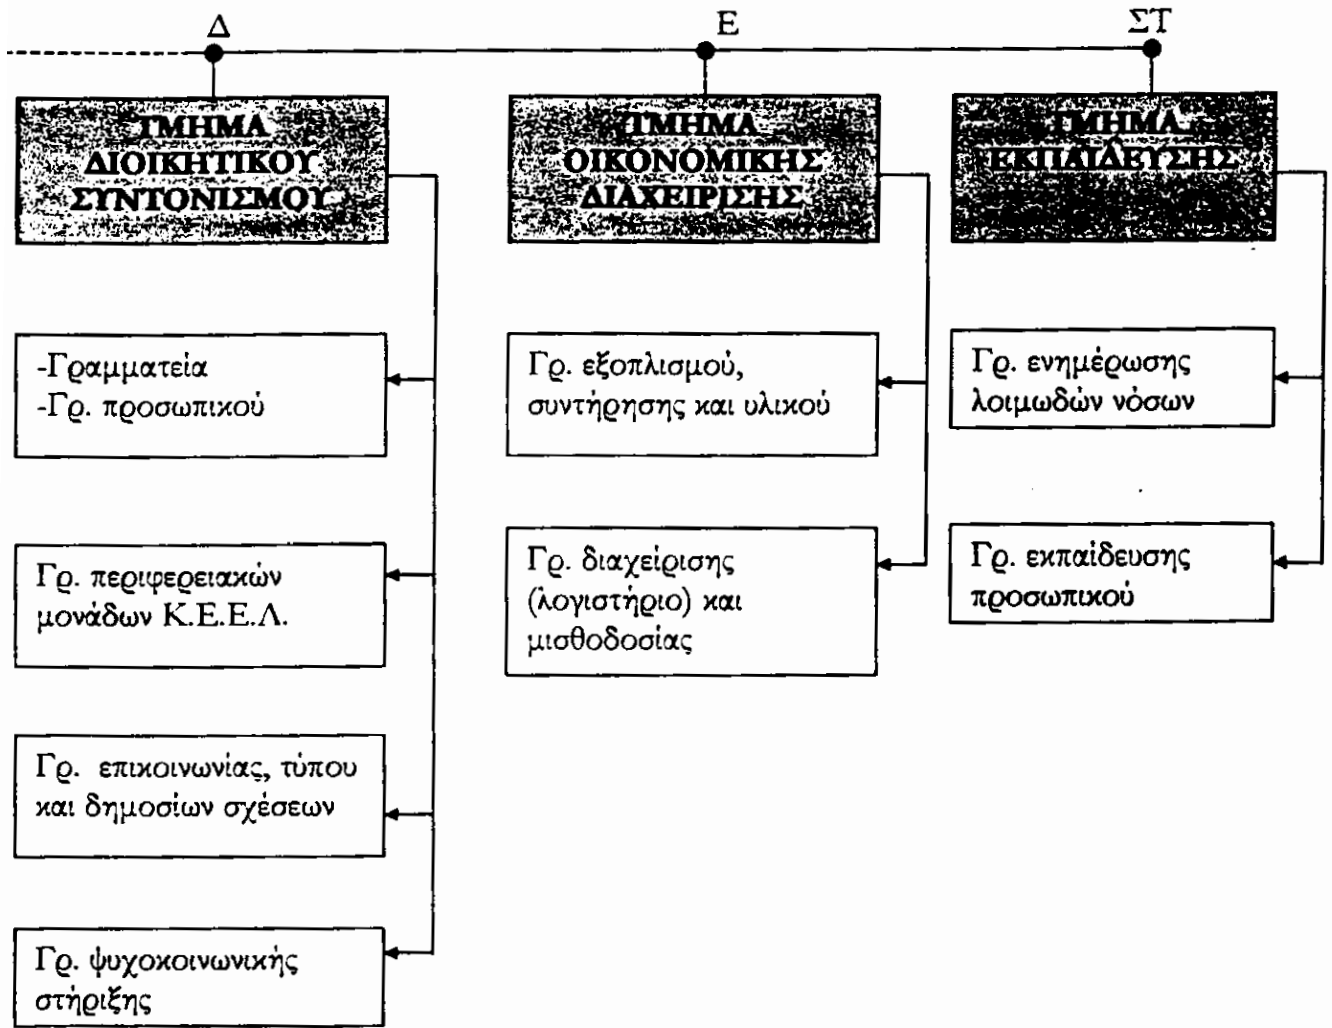 Δ
ΤΜΗΜΑ
ΔΙΟΙΚΗΤΙΚΟΥ
ΣΥΝΤΟΝΙΣΜΟΥ
-Γραμματεία
-Γρ. προσωπικού
Γρ. περιφερειακών
μονάδων Κ.Ε.Ε.Λ.
Γρ. επικοινωνίας, τύπου
και δημοσίων σχέσεων
Γρ. ψυχοκοινωνικής
στήριξης
Ε
ΤΜΗΜΑ
ΟΙΚΟΝΟΜΙΚΗΣ
ΔΙΑΧΕΙΡΙΣΗΣ
Γρ. εξοπλισμού,
συντήρησης και υλικού
Γρ. διαχείρισης
(λογιστήριο) και
μισθοδοσίας
ΣΤ
ΤΜΗΜΑ
ΕΚΠΑΙΔΕΥΣΗΣ
Γρ. ενημέρωσης
λοιμωδών νόσων
Γρ. εκπαίδευσης
προσωπικού